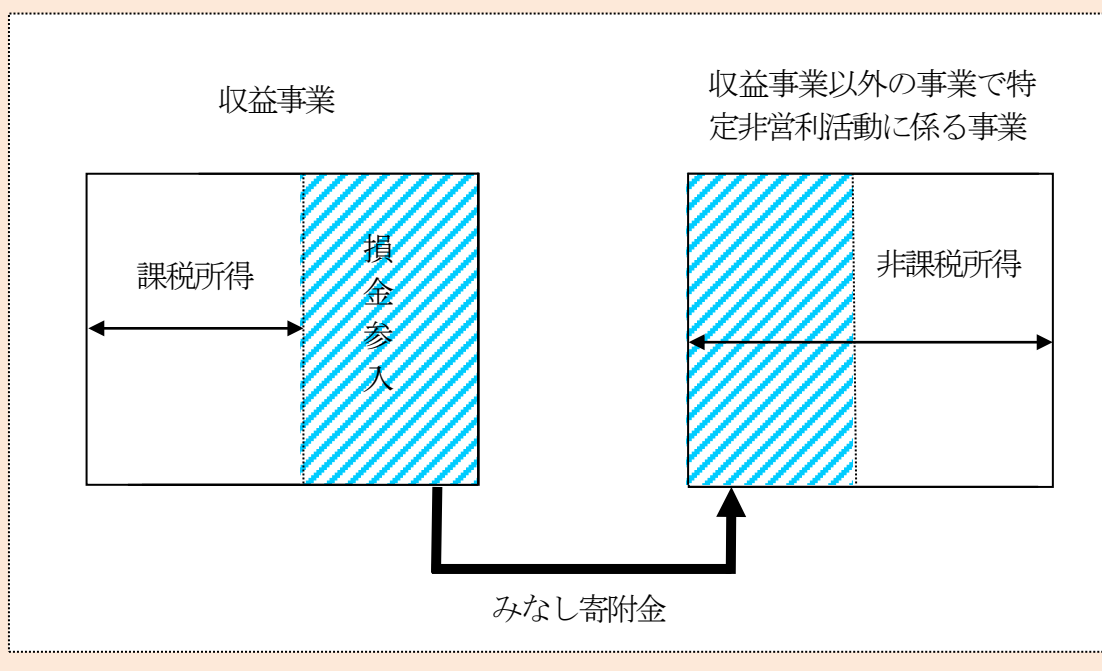 収益事業
収益事業以外の事業で特
定非営利活動に係る事業
課税所得
損金参入
非課税所得
みなし寄附金